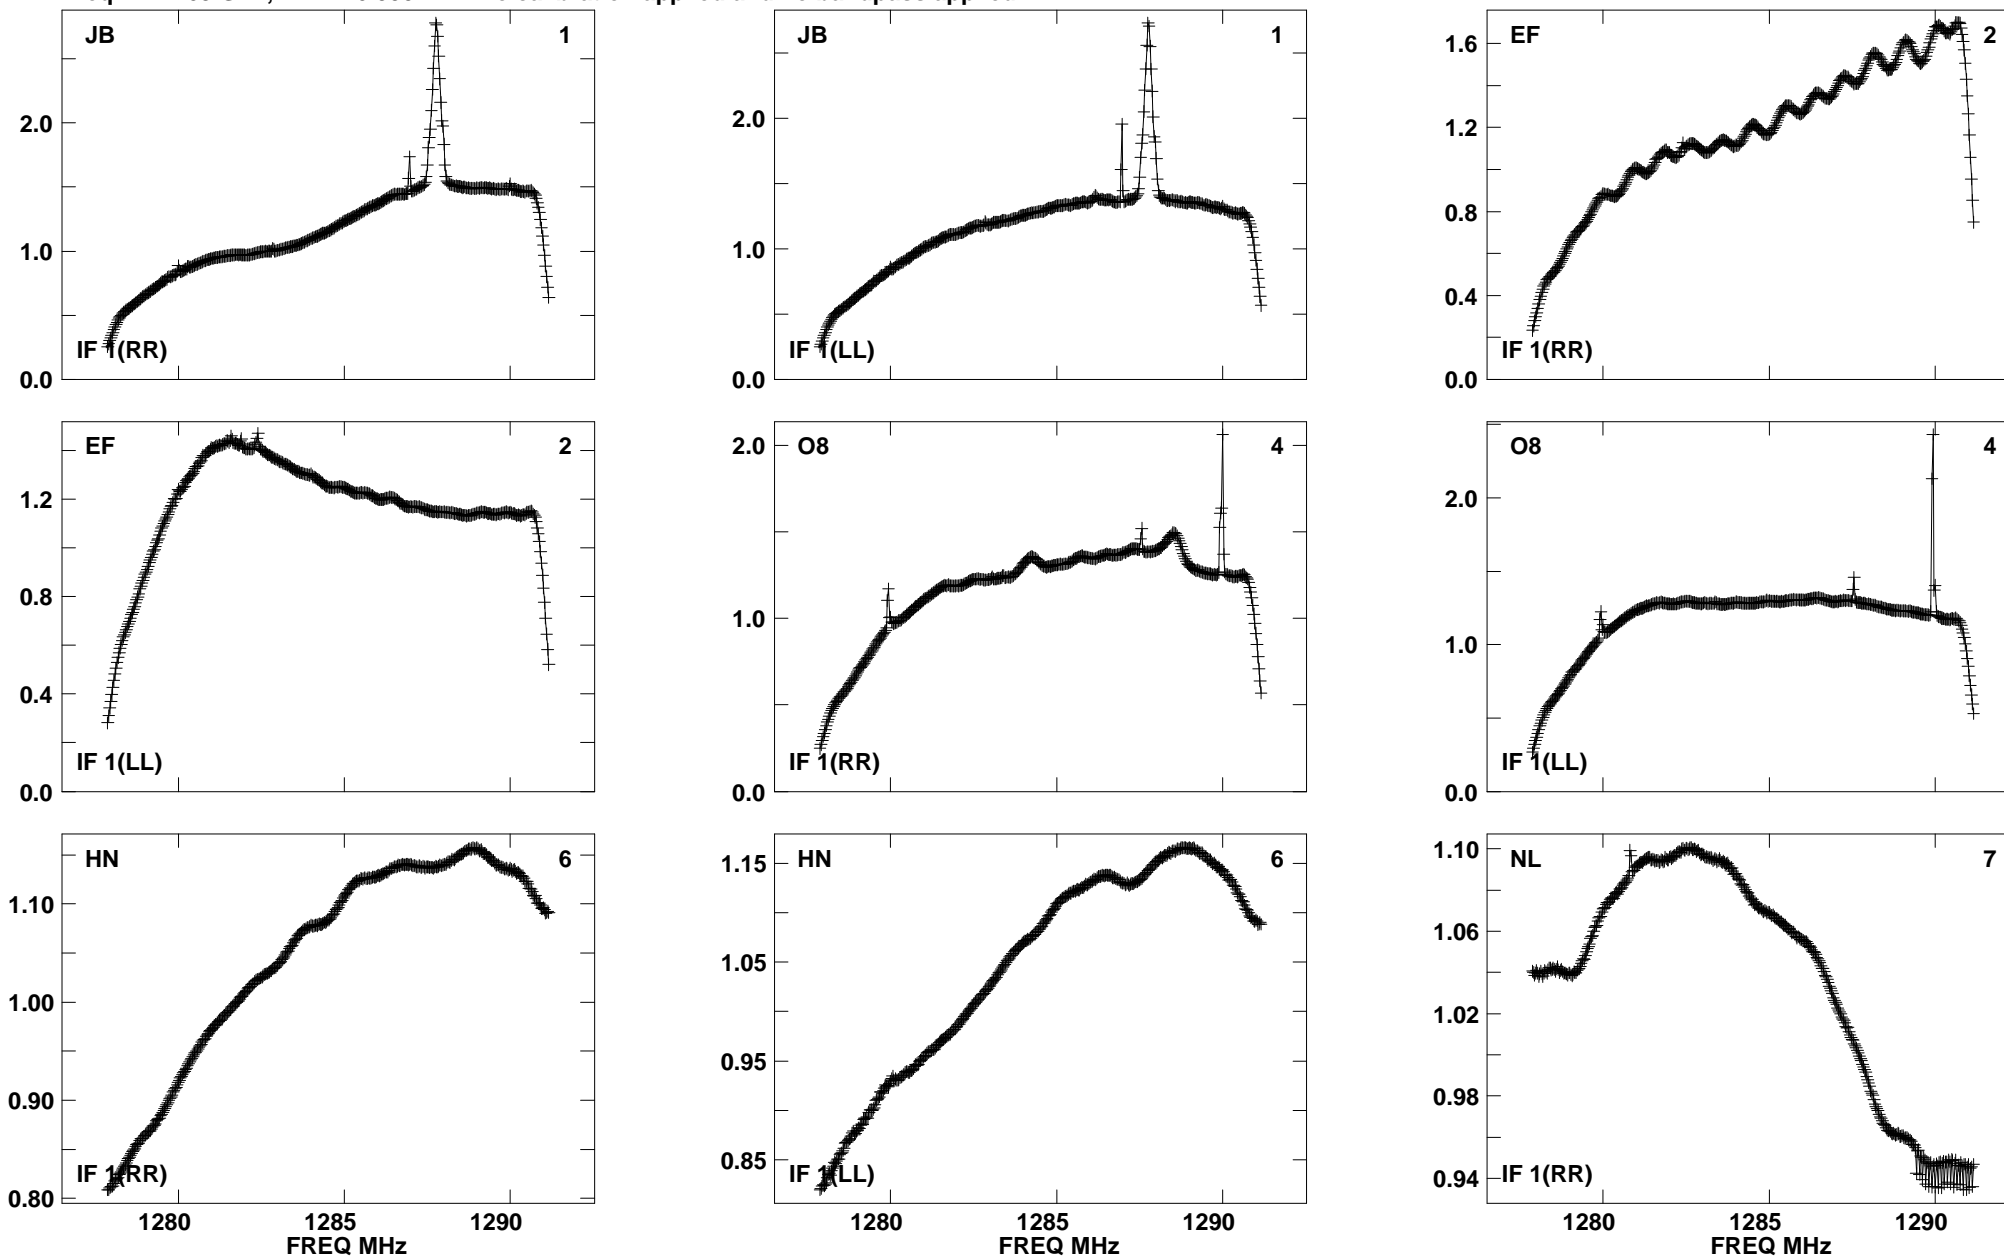 JB 1 JB 1 EF 2
2.0 2.0 1.6
1.0 1.0 1.2
0.8
0.4
0.0 0.0 0.0
IF 1(RR) IF 1(LL) IF 1(RR)
EF 2 O8 4 O8 4
1.2 2.0 2.0
0.8 1.0 1.0
0.4
0.0 0.0 0.0
IF 1(LL) IF 1(RR) IF 1(LL)
HN 6 HN 6 NL 7
1.10 1.15 1.10
1.00 1.05 1.06
0.90 0.95 1.02
0.80 0.85 0.98
0.94
IF 1(RR) IF 1(LL) IF 1(RR)
1280 1285 1290 1280 1285 1290 1280 1285 1290
FREQ MHz FREQ MHz FREQ MHz